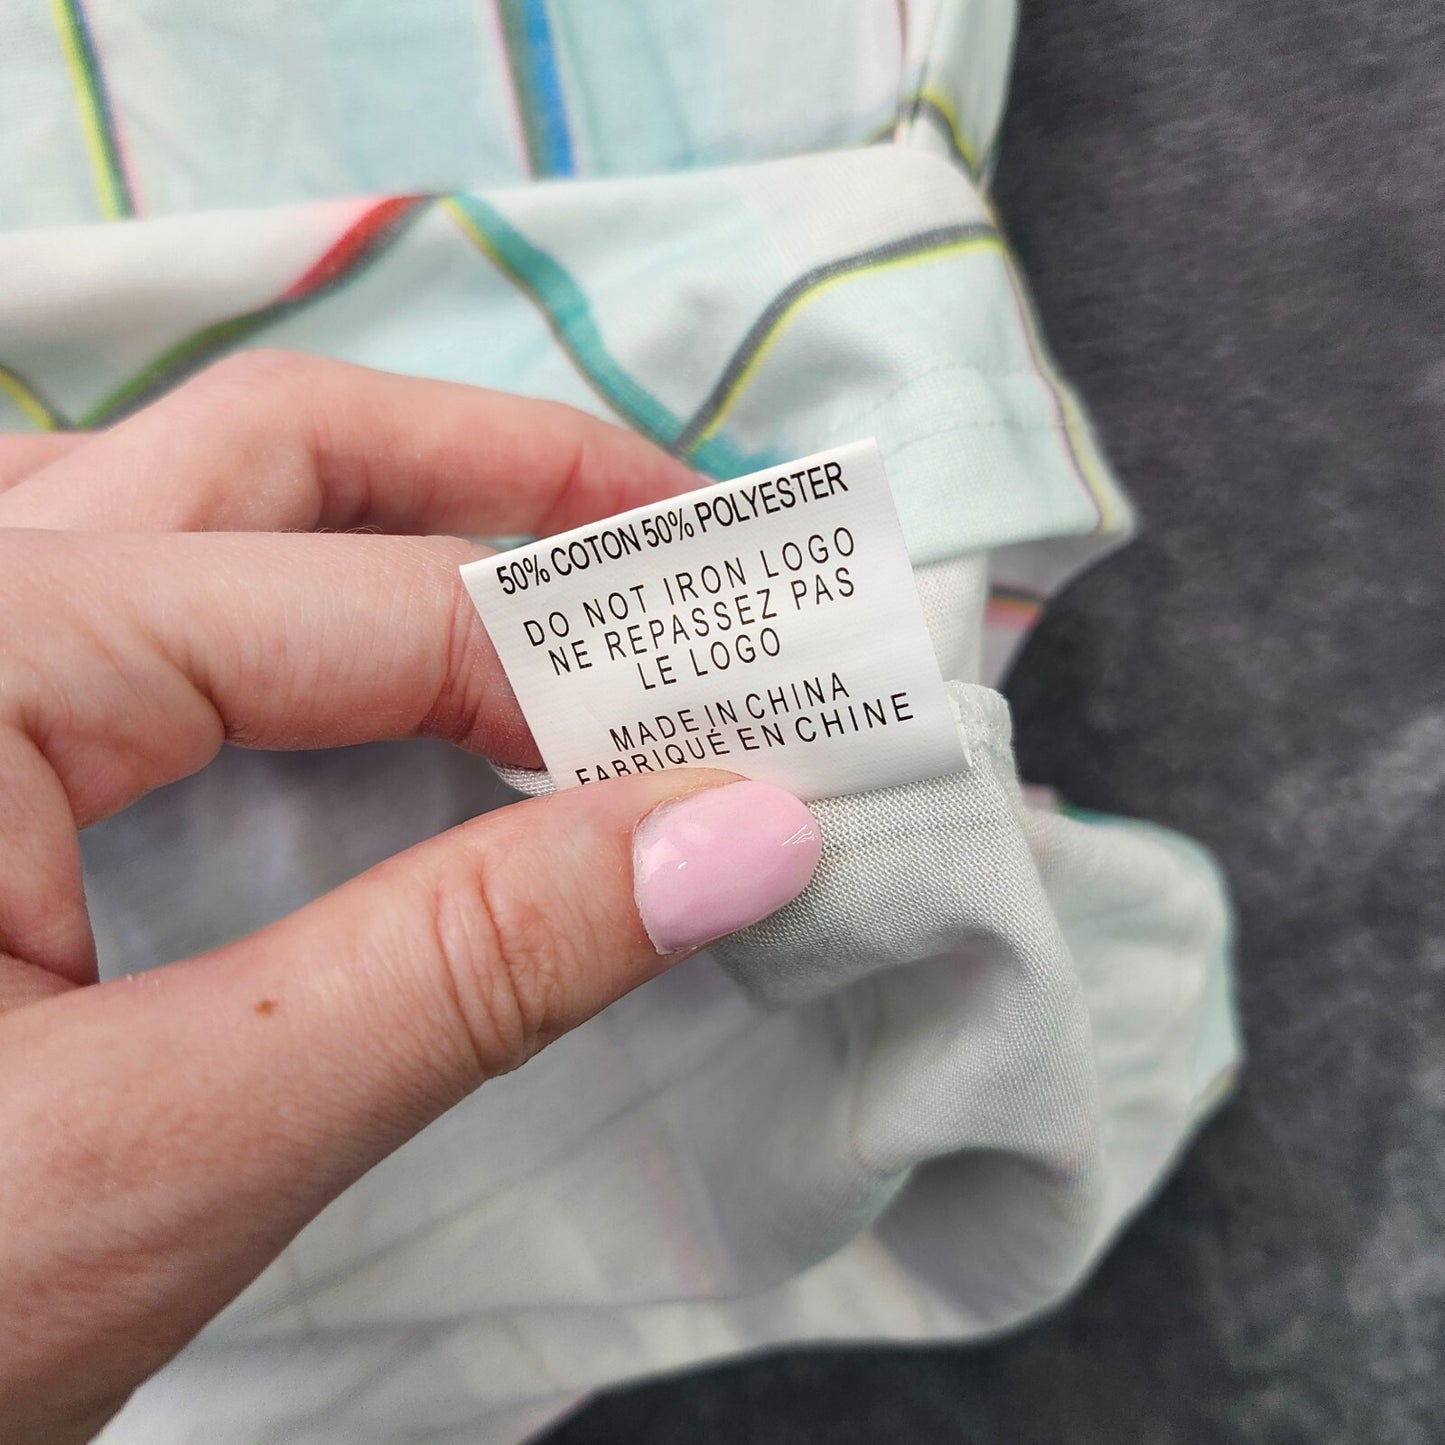 50% COTON 50% POLYESTER
DO NOT IRON LOGO
NE REPASSEZ PAS
LE LOGO
MADE IN CHINA
FABRIQUÉ EN CHINE